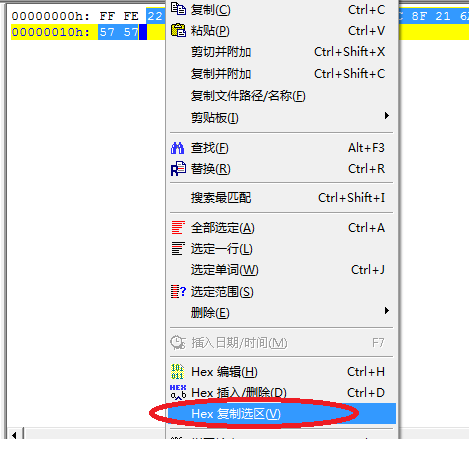 00000000h: FF FE 22
C 8F 21 6
00000010h: 57 57
复制(C) Ctrl+C
粘贴(P) Ctrl+V
剪切并附加 Ctrl+Shift+X
复制并附加 Ctrl+Shift+C
复制文件路径/名称(F)
剪贴板(I)
查找(F) Alt+F3
替换(R) Ctrl+R
搜索最匹配 Ctrl+Shift+I
全部选定(A) Ctrl+A
选定一行(L)
选定单词(W) Ctrl+J
选定范围(S)
删除(E)
插入日期/时间(M) F7
Hex 编辑(H) Ctrl+H
Hex 插入/删除(D) Ctrl+D
Hex 复制选区(V)